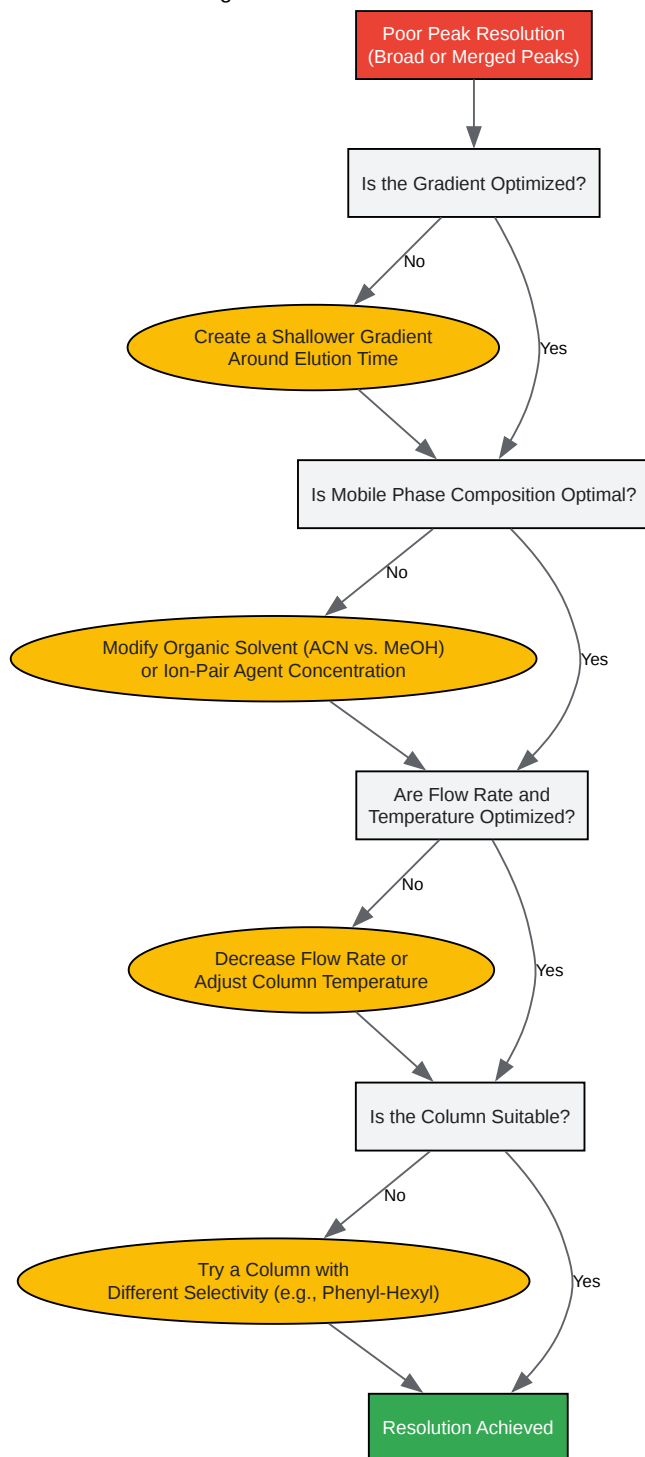 Poor Peak Resolution
(Broad or Merged Peaks)
Is the Gradient Optimized?
No
Create a Shallower Gradient
Around Elution Time
Yes
Is Mobile Phase Composition Optimal?
No
Modify Organic Solvent (ACN vs. MeOH)
or Ion-Pair Agent Concentration
Yes
Are Flow Rate and
Temperature Optimized?
No
Decrease Flow Rate or
Adjust Column Temperature
Yes
Is the Column Suitable?
No
Try a Column with
Different Selectivity (e.g., Phenyl-Hexyl)
Yes
Resolution Achieved